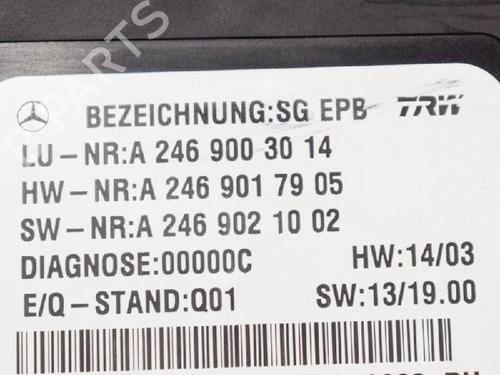 BEZEICHNUNG:SG EPB TRW
LU-NR:A 246 900 30 14
HW-NR:A 246 901 79 05
SW-NR:A 246 902 10 02
DIAGNOSE:00000C HW:14/03
E/Q-STAND:Q01 SW:13/19.00